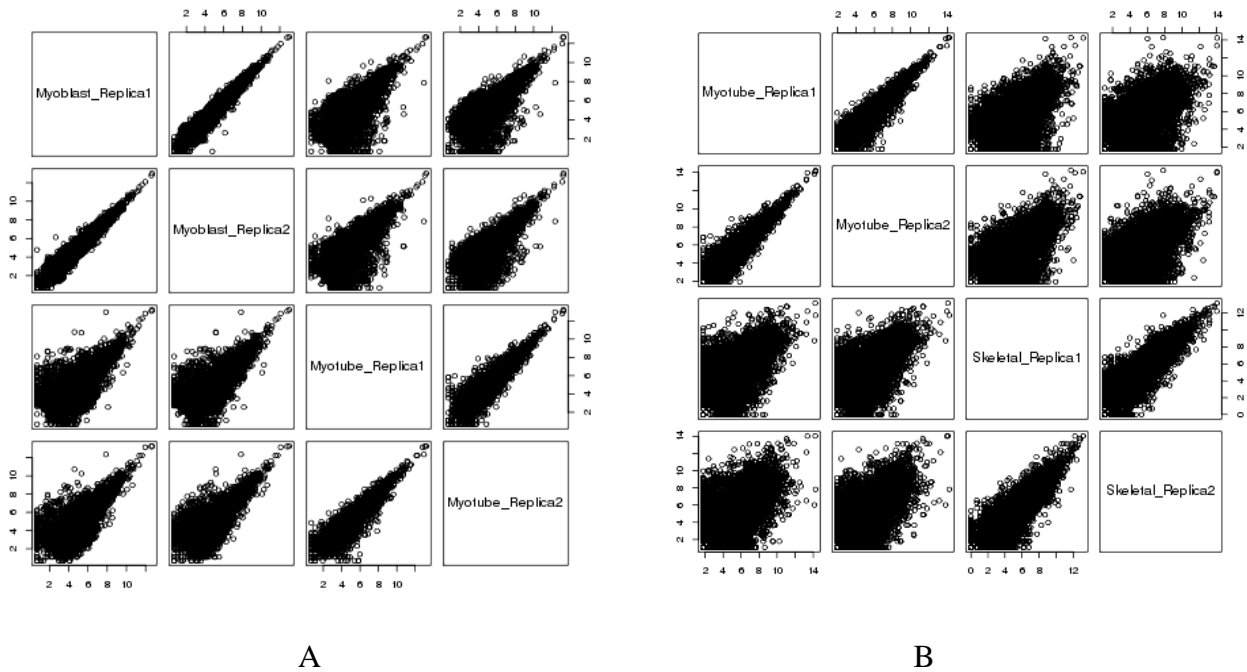 2 4 6 8 10
2 4 6 8 10
Myoblast_Replica1
2 4 6 8 10
2 4 6 8 10
Myoblast_Replica2
Myotube_Replica1
2 4 6 8 10
2 4 6 8 10
Myotube_Replica2
2 4 6 8 10
2 4 6 8 10
A
2 4 6 8 10 14
2 4 6 8 10 14
Myotube_Replica1
2 4 6 8 10 14
2 4 6 8 10 14
Myotube_Replica2
Skeletal_Replica1
0 2 4 6 8 12
2 4 6 8 10 14
Skeletal_Replica2
2 4 6 8 10 14
0 2 4 6 8 12
B